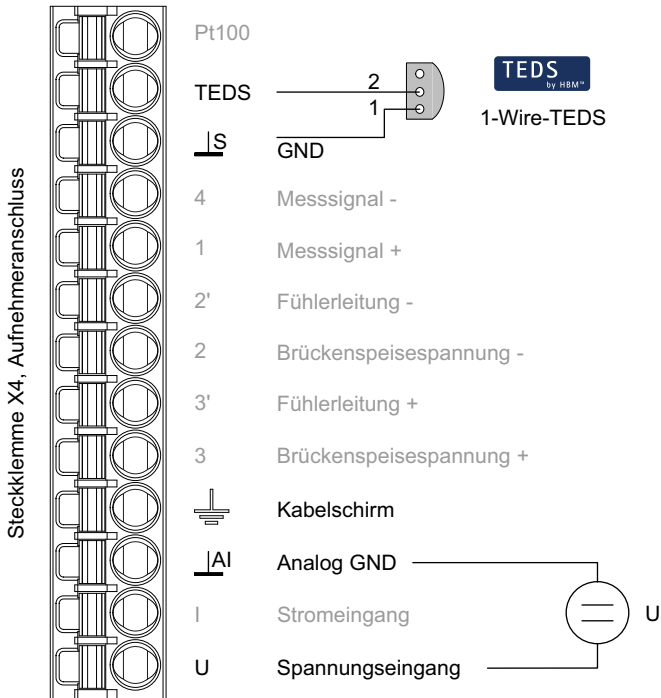 Steckklemme X4, Aufnehmeranschluss
Pt100
TEDS 2
1
TEDS
by HBM™
1-Wire-TEDS
S GND
4 Messsignal -
1 Messsignal +
2' Fühlerleitung -
2 Brückenspeisespannung -
3' Fühlerleitung +
3 Brückenspeisespannung +
Kabelschirm
AI Analog GND
I Stromeingang
U
U Spannungseingang